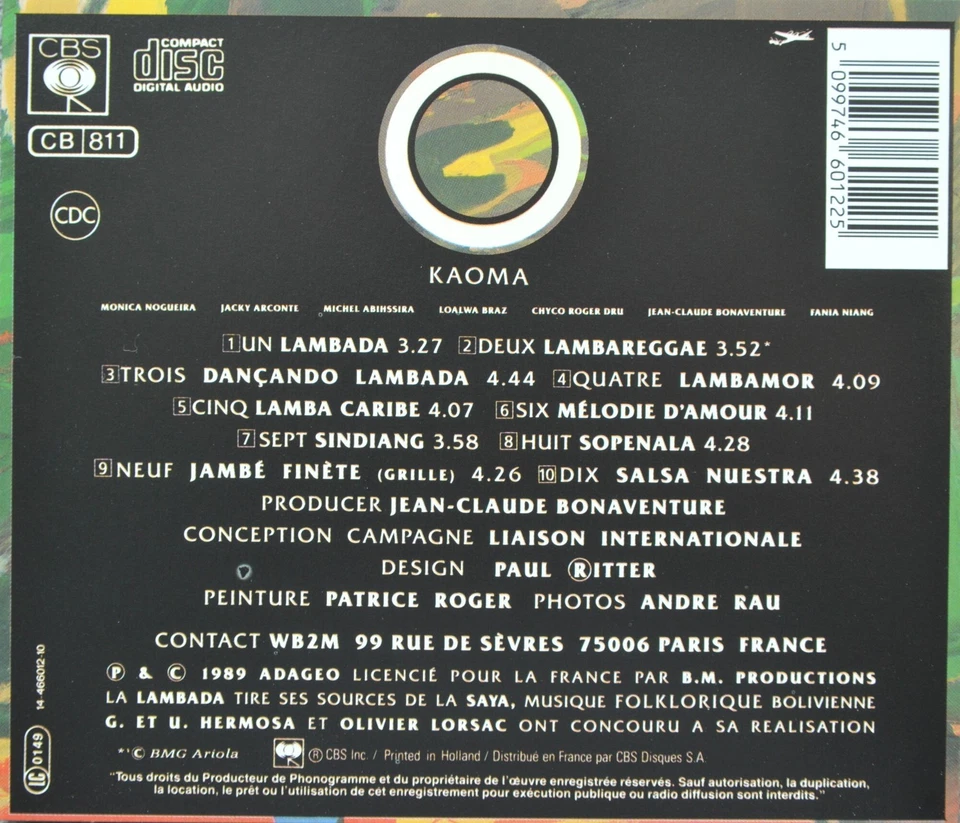 CBS
COMPACT
disc
DIGITAL AUDIO
CB 811
CDC
5 099746 601225
KAOMA
MONICA NOGUEIRA JACKY ARCONTE MICHEL ABIHSSIRA LOALWA BRAZ CHYCO ROGER DRU JEAN-CLAUDE BONAVENTURE FANIA NIANG
1 UN LAMBADA 3.27 2 DEUX LAMBAREGGAE 3.52*
3 TROIS DANÇANDO LAMBADA 4.44 4 QUATRE LAMBAMOR 4.09
5 CINQ LAMBA CARIBE 4.07 6 SIX MÉLODIE D'AMOUR 4.11
7 SEPT SINDIANG 3.58 8 HUIT SOPENALA 4.28
9 NEUF JAMBÉ FINÈTE (GRILLE) 4.26 10 DIX SALSA NUESTRA 4.38
PRODUCER JEAN-CLAUDE BONAVENTURE
CONCEPTION CAMPAGNE LIAISON INTERNATIONALE
DESIGN PAUL ®ITTER
PEINTURE PATRICE ROGER PHOTOS ANDRE RAU
CONTACT WB2M 99 RUE DE SÈVRES 75006 PARIS FRANCE
℗ & © 1989 ADAGEO LICENCIÉ POUR LA FRANCE PAR B.M. PRODUCTIONS
LA LAMBADA TIRE SES SOURCES DE LA SAYA, MUSIQUE FOLKLORIQUE BOLIVIENNE
G. ET U. HERMOSA ET OLIVIER LORSAC ONT CONCOURU A SA REALISATION
*'© BMG Ariola ® CBS Inc. / Printed in Holland / Distribué en France par CBS Disques S.A.
"Tous droits du Producteur de Phonogramme et du propriétaire de l'œuvre enregistrée réservés. Sauf autorisation, la duplication,
la location, le prêt ou l'utilisation de cét enregistrement pour exécution publique ou radio diffusion sont interdits."
14-466012-10
LC 0149